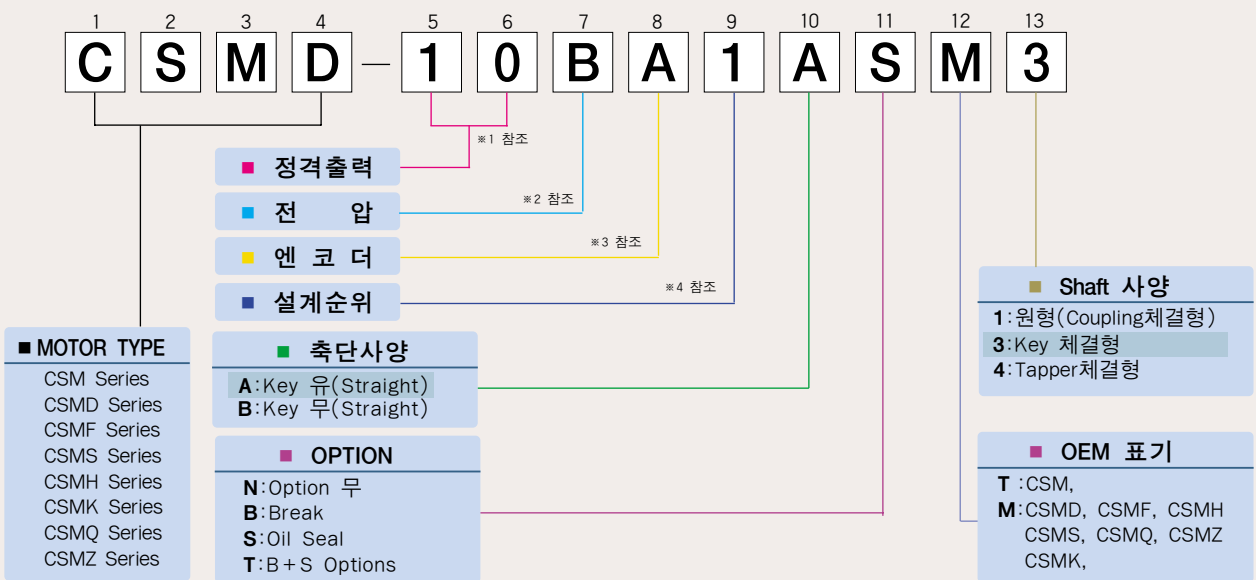 1 2 3 4 5 6 7 8 9 10 11 12 13
C S M D — 1 0 B A 1 A S M 3
※1 참조
■ 정격출력
※2 참조
■ 전 압
※3 참조
■ 엔 코 더
※4 참조
■ 설계순위
■ MOTOR TYPE
CSM Series
CSMD Series
CSMF Series
CSMS Series
CSMH Series
CSMK Series
CSMQ Series
CSMZ Series
■ 축단사양
A:Key 유(Straight)
B:Key 무(Straight)
■ OPTION
N:Option 무
B:Break
S:Oil Seal
T:B+S Options
■ Shaft 사양
1:원형(Coupling체결형)
3:Key 체결형
4:Tapper체결형
■ OEM 표기
T :CSM,
M:CSMD, CSMF, CSMH
CSMS, CSMQ, CSMZ
CSMK,